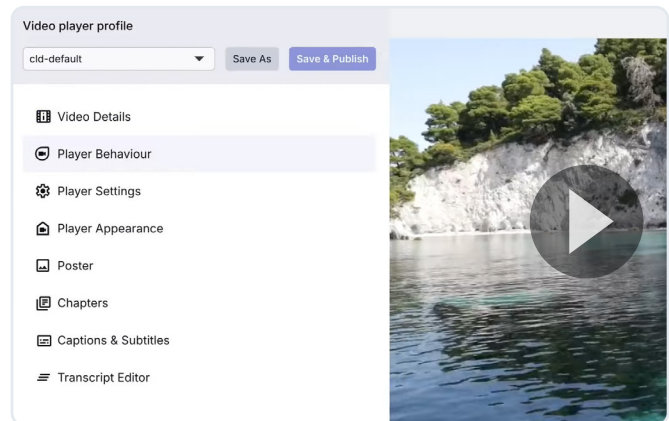 Video player profile
cld-default
Save As
Save & Publish
Video Details
Player Behaviour
Player Settings
Player Appearance
Poster
Chapters
Captions & Subtitles
Transcript Editor